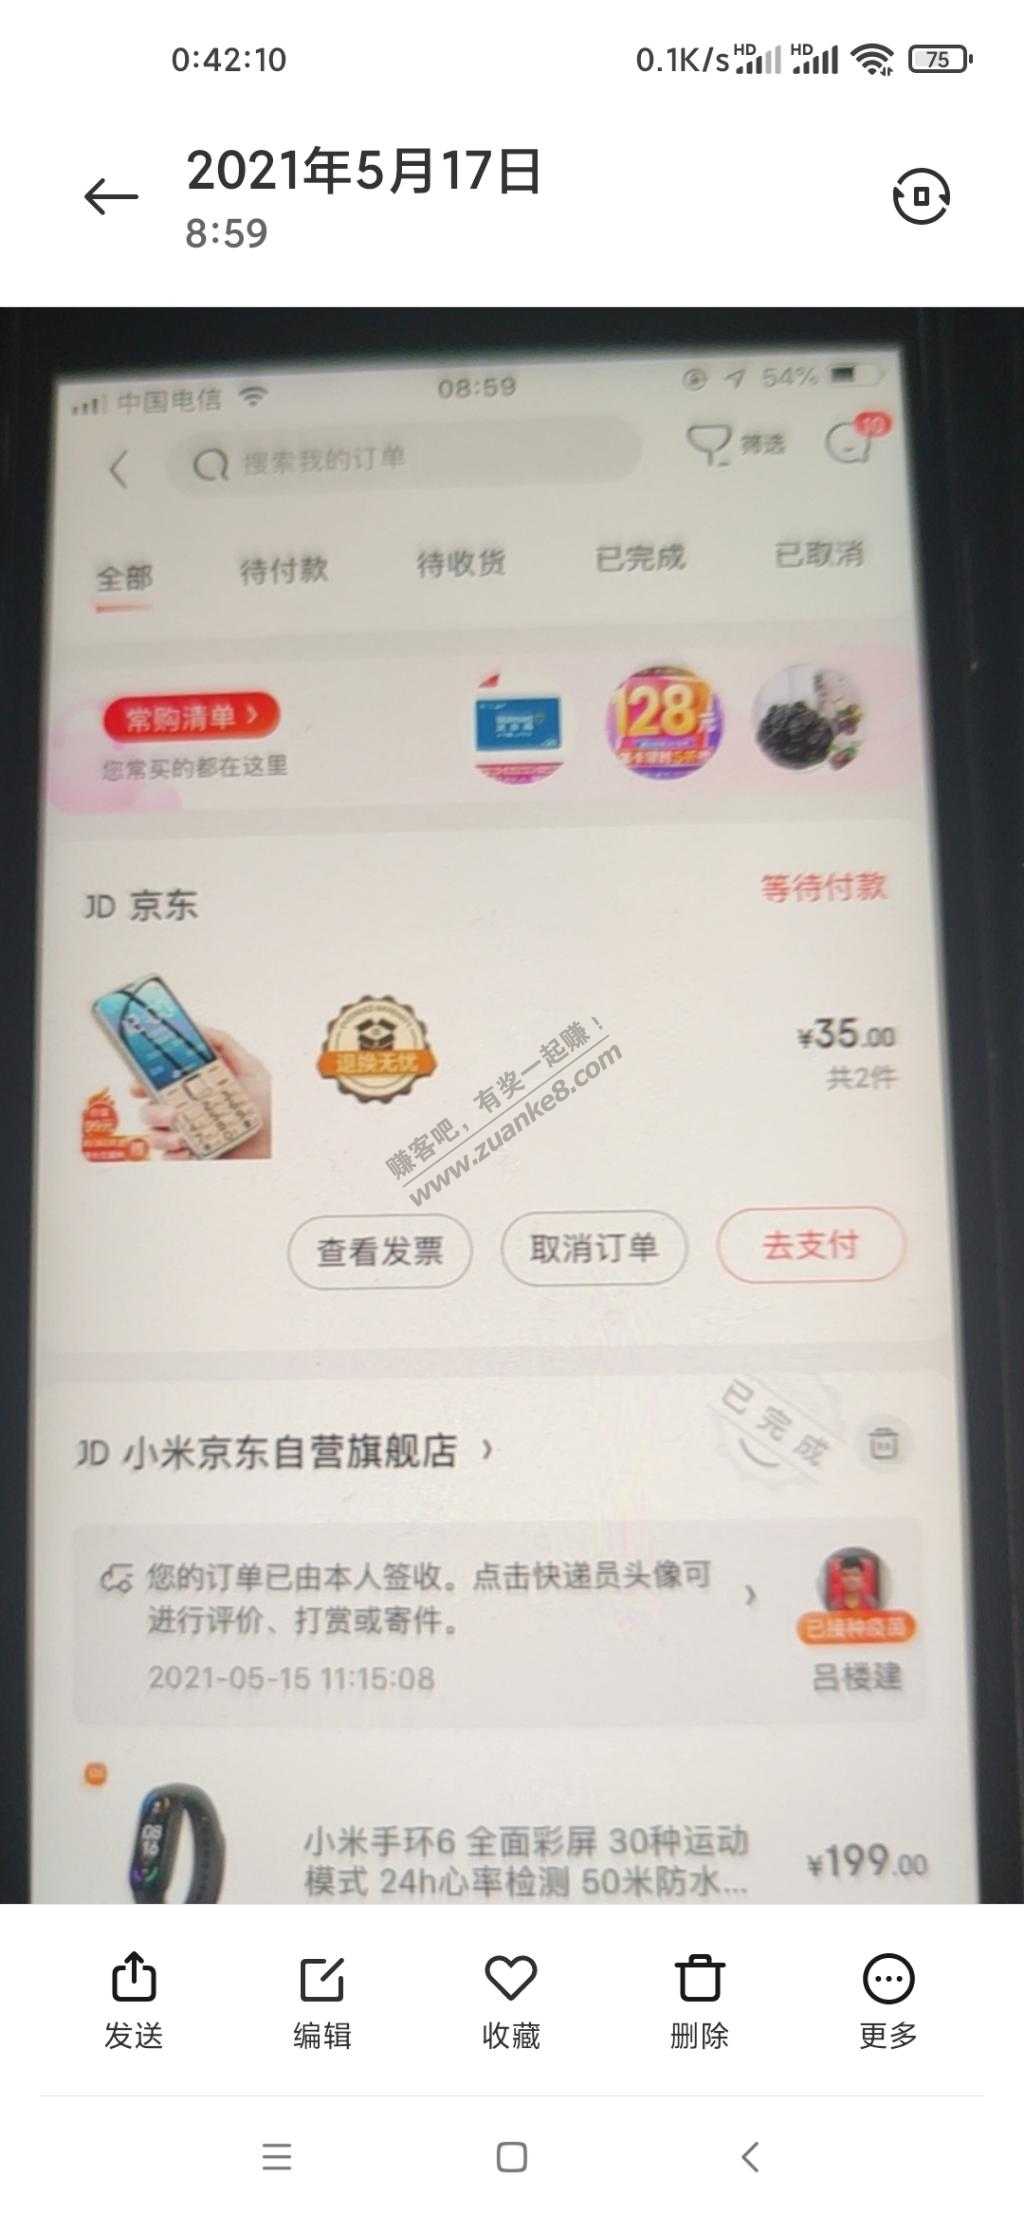 0:42:10
0.1K/s HD HD 75
2021年5月17日
8:59
中国电信
08:59
54%
搜索我的订单
筛选
10
全部
待付款
待收货
已完成
已取消
常购清单
您常买的都在这里
128元
JD 京东
等待付款
退换无忧
¥35.00
共2件
赚客吧，有奖一起赚！
www.zuanke8.com
查看发票
取消订单
去支付
JD 小米京东自营旗舰店
已完成
您的订单已由本人签收。点击快递员头像可
进行评价、打赏或寄件。
2021-05-15 11:15:08
已接种疫苗
吕楼建
小米手环6 全面彩屏 30种运动
模式 24h心率检测 50米防水...
¥199.00
发送
编辑
收藏
删除
更多